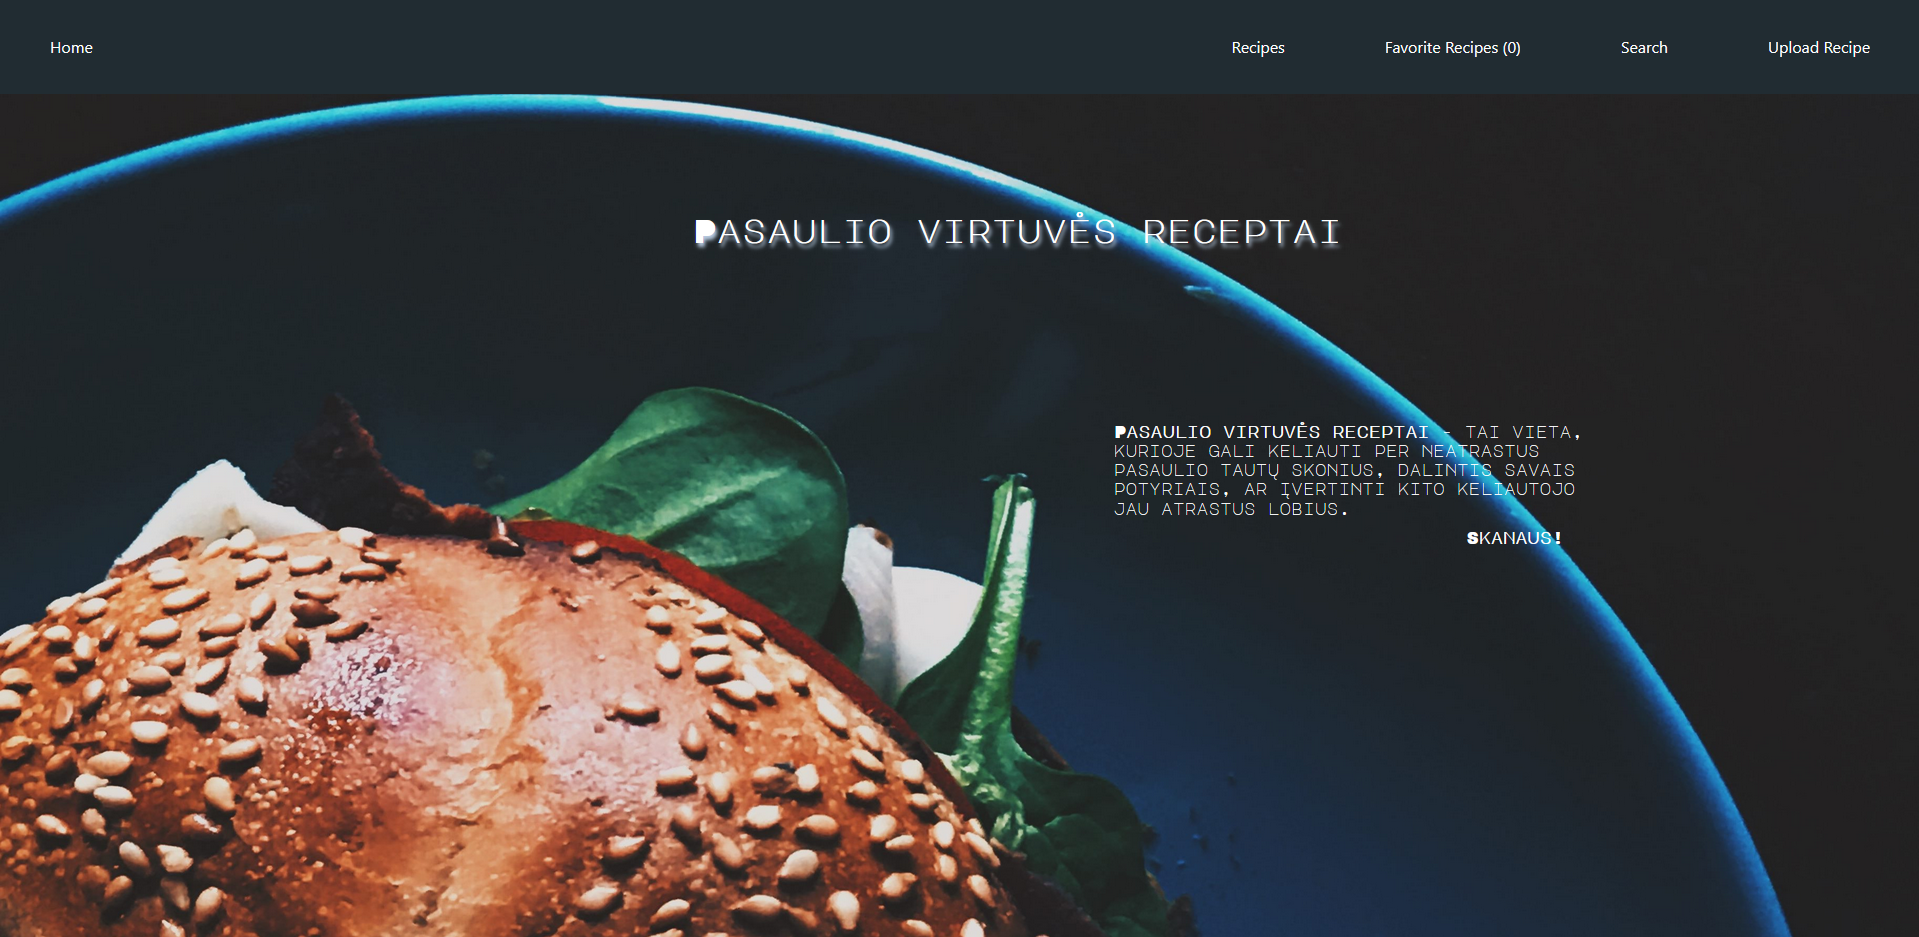 Home
Recipes
Favorite Recipes (0)
Search
Upload Recipe
PASAULIO VIRTUVĖS RECEPTAI
PASAULIO VIRTUVĖS RECEPTAI - TAI VIETA,
KURIOJE GALI KELIAUTI PER NEATRASTUS
PASAULIO TAUTŲ SKONIUS, DALINTIS SAVAIS
POTYRIAIS, AR ĮVERTINTI KITO KELIAUTOJO
JAU ATRASTUS LOBIUS.
SKANAUS!